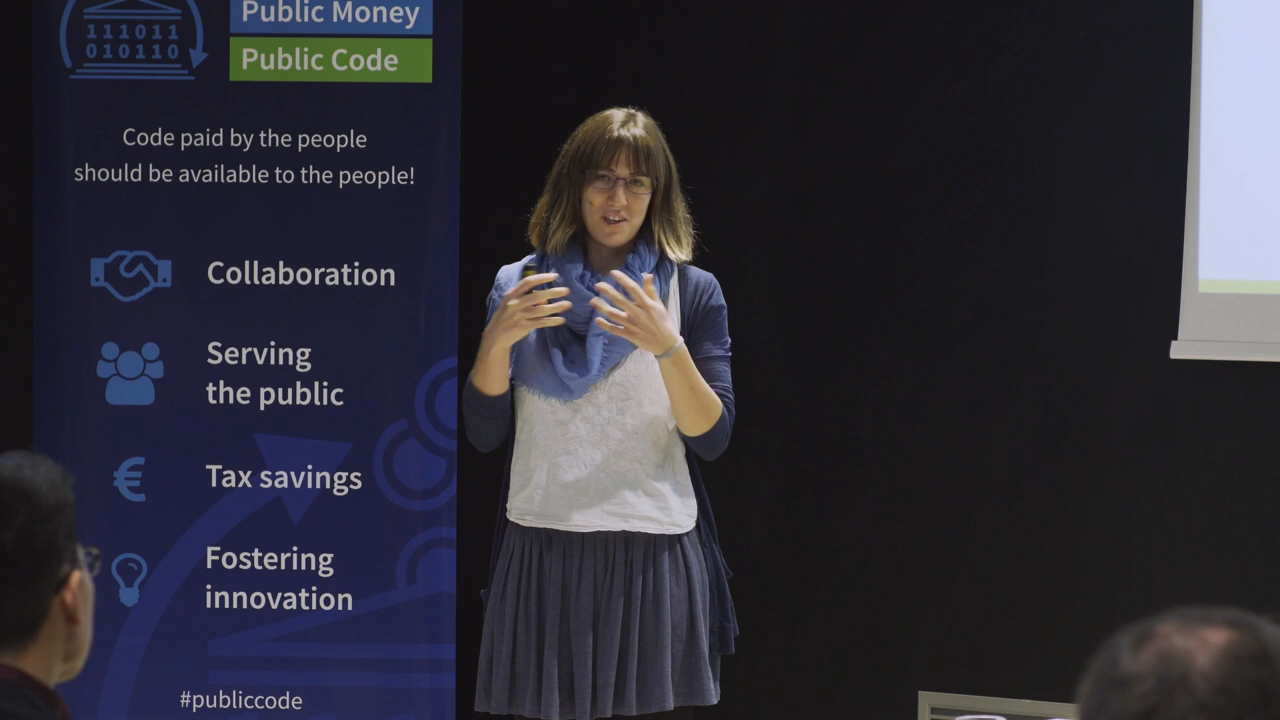 111011
010110
Public Money
Public Code
Code paid by the people
should be available to the people!
Collaboration
Serving
the public
€
Tax savings
Fostering
innovation
#publiccode